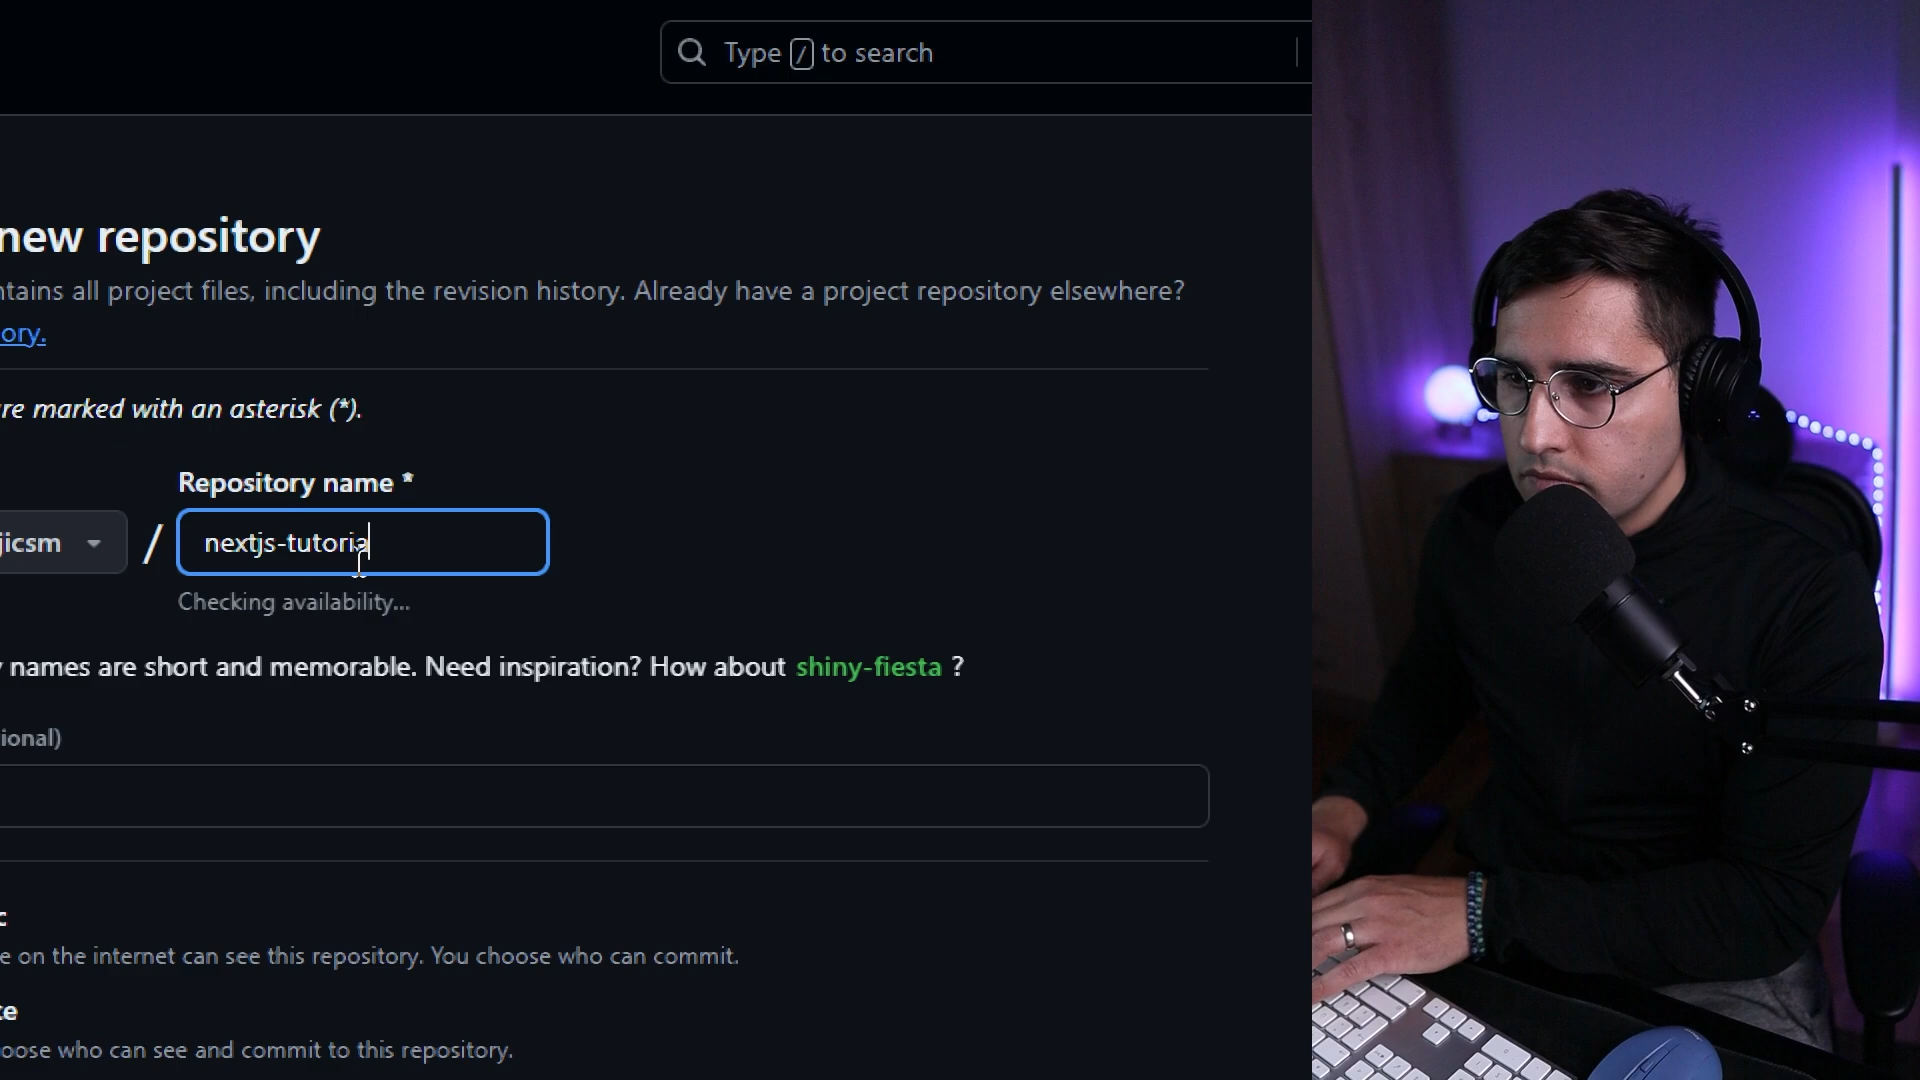 Type / to search
new repository
ntains all project files, including the revision history. Already have a project repository elsewhere?
ory.
re marked with an asterisk (*).
Repository name *
jicsm / nextjs-tutoria
Checking availability...
names are short and memorable. Need inspiration? How about shiny-fiesta ?
ional)
c
e on the internet can see this repository. You choose who can commit.
te
oose who can see and commit to this repository.